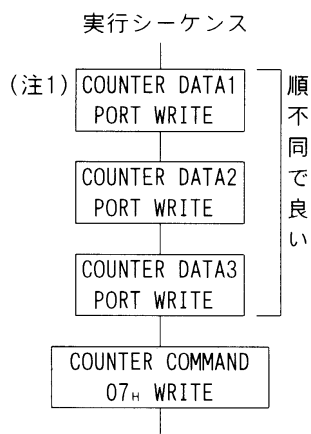 実行シーケンス
(注1)
COUNTER DATA1
PORT WRITE
COUNTER DATA2
PORT WRITE
COUNTER DATA3
PORT WRITE
順不同で良い
COUNTER COMMAND
07H WRITE